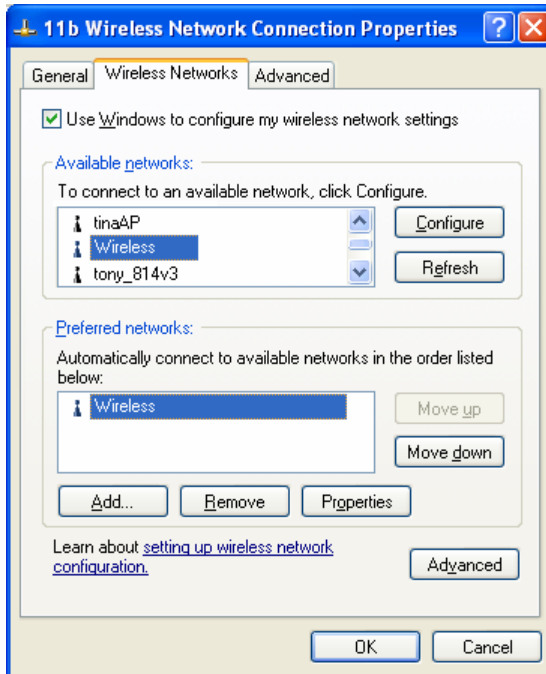 11b Wireless Network Connection Properties
General Wireless Networks Advanced
Use Windows to configure my wireless network settings
Available networks:
To connect to an available network, click Configure.
tinaAP
Wireless
tony_814v3
Configure
Refresh
Preferred networks:
Automatically connect to available networks in the order listed
below:
Wireless
Move up
Move down
Add... Remove Properties
Learn about setting up wireless network
configuration.
Advanced
OK Cancel